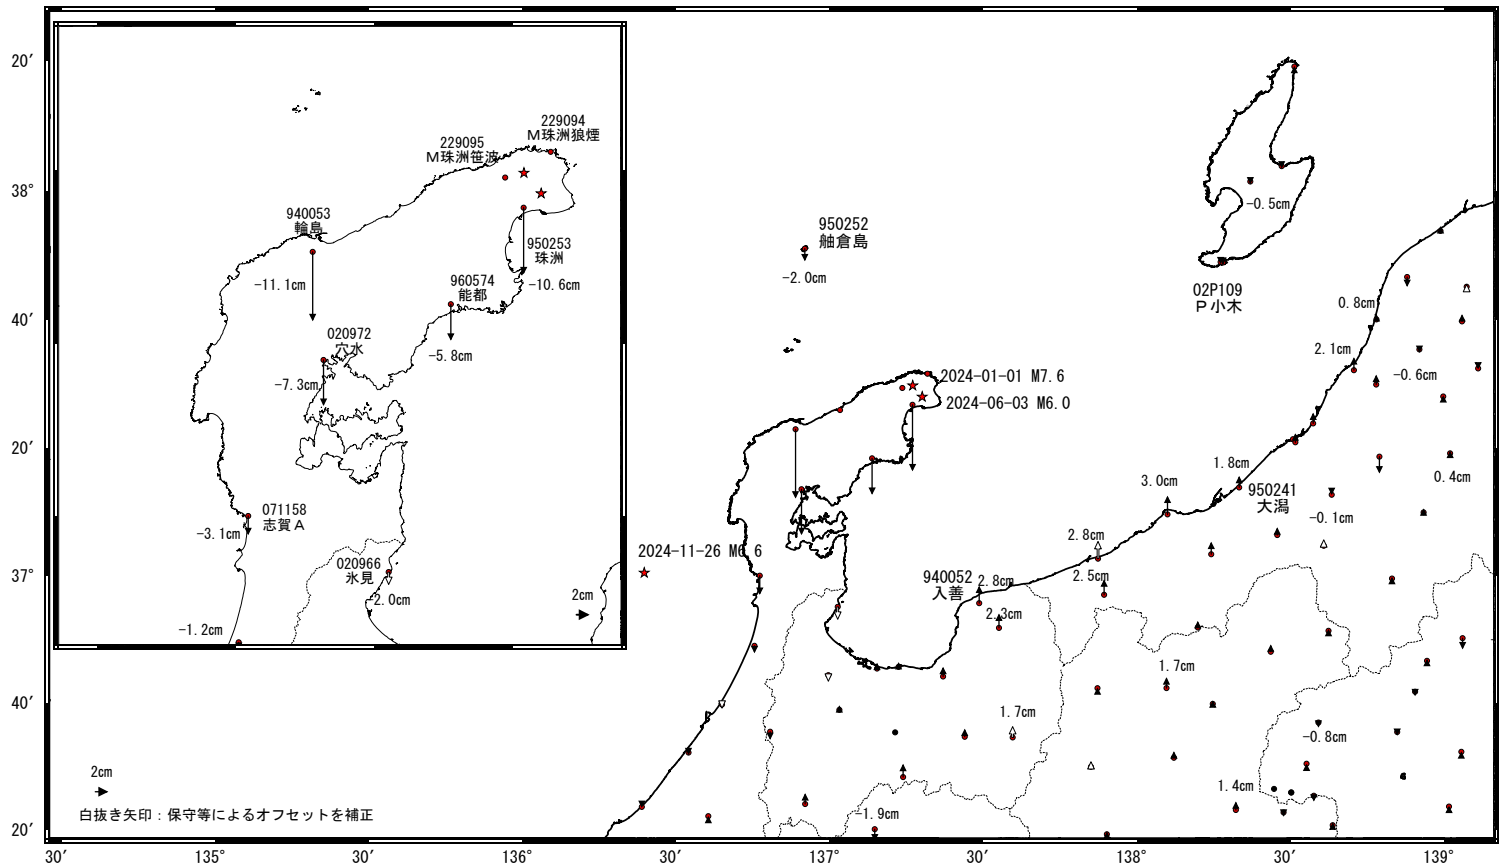 20′
38°
40′
20′
37°
40′
20′
30′
135°
30′
136°
30′
137°
30′
138°
30′
139°
229094
M珠洲狼煙
229095
M珠洲笹波
940053
輪島
-11.1cm
950253
珠洲
-10.6cm
960574
能都
-5.8cm
020972
穴水
-7.3cm
071158
志賀A
-3.1cm
020966
氷見
-2.0cm
-1.2cm
2cm
950252
舳倉島
-2.0cm
02P109
P小木
-0.5cm
0.8cm
2.1cm
-0.6cm
2024-01-01 M7.6
2024-06-03 M6.0
1.8cm
0.4cm
3.0cm
950241
大潟
-0.1cm
2.8cm
2024-11-26 M6.6
2.5cm
940052
入善
2.8cm
2.3cm
1.7cm
1.7cm
-0.8cm
1.4cm
-1.9cm
2cm
白抜き矢印：保守等によるオフセットを補正